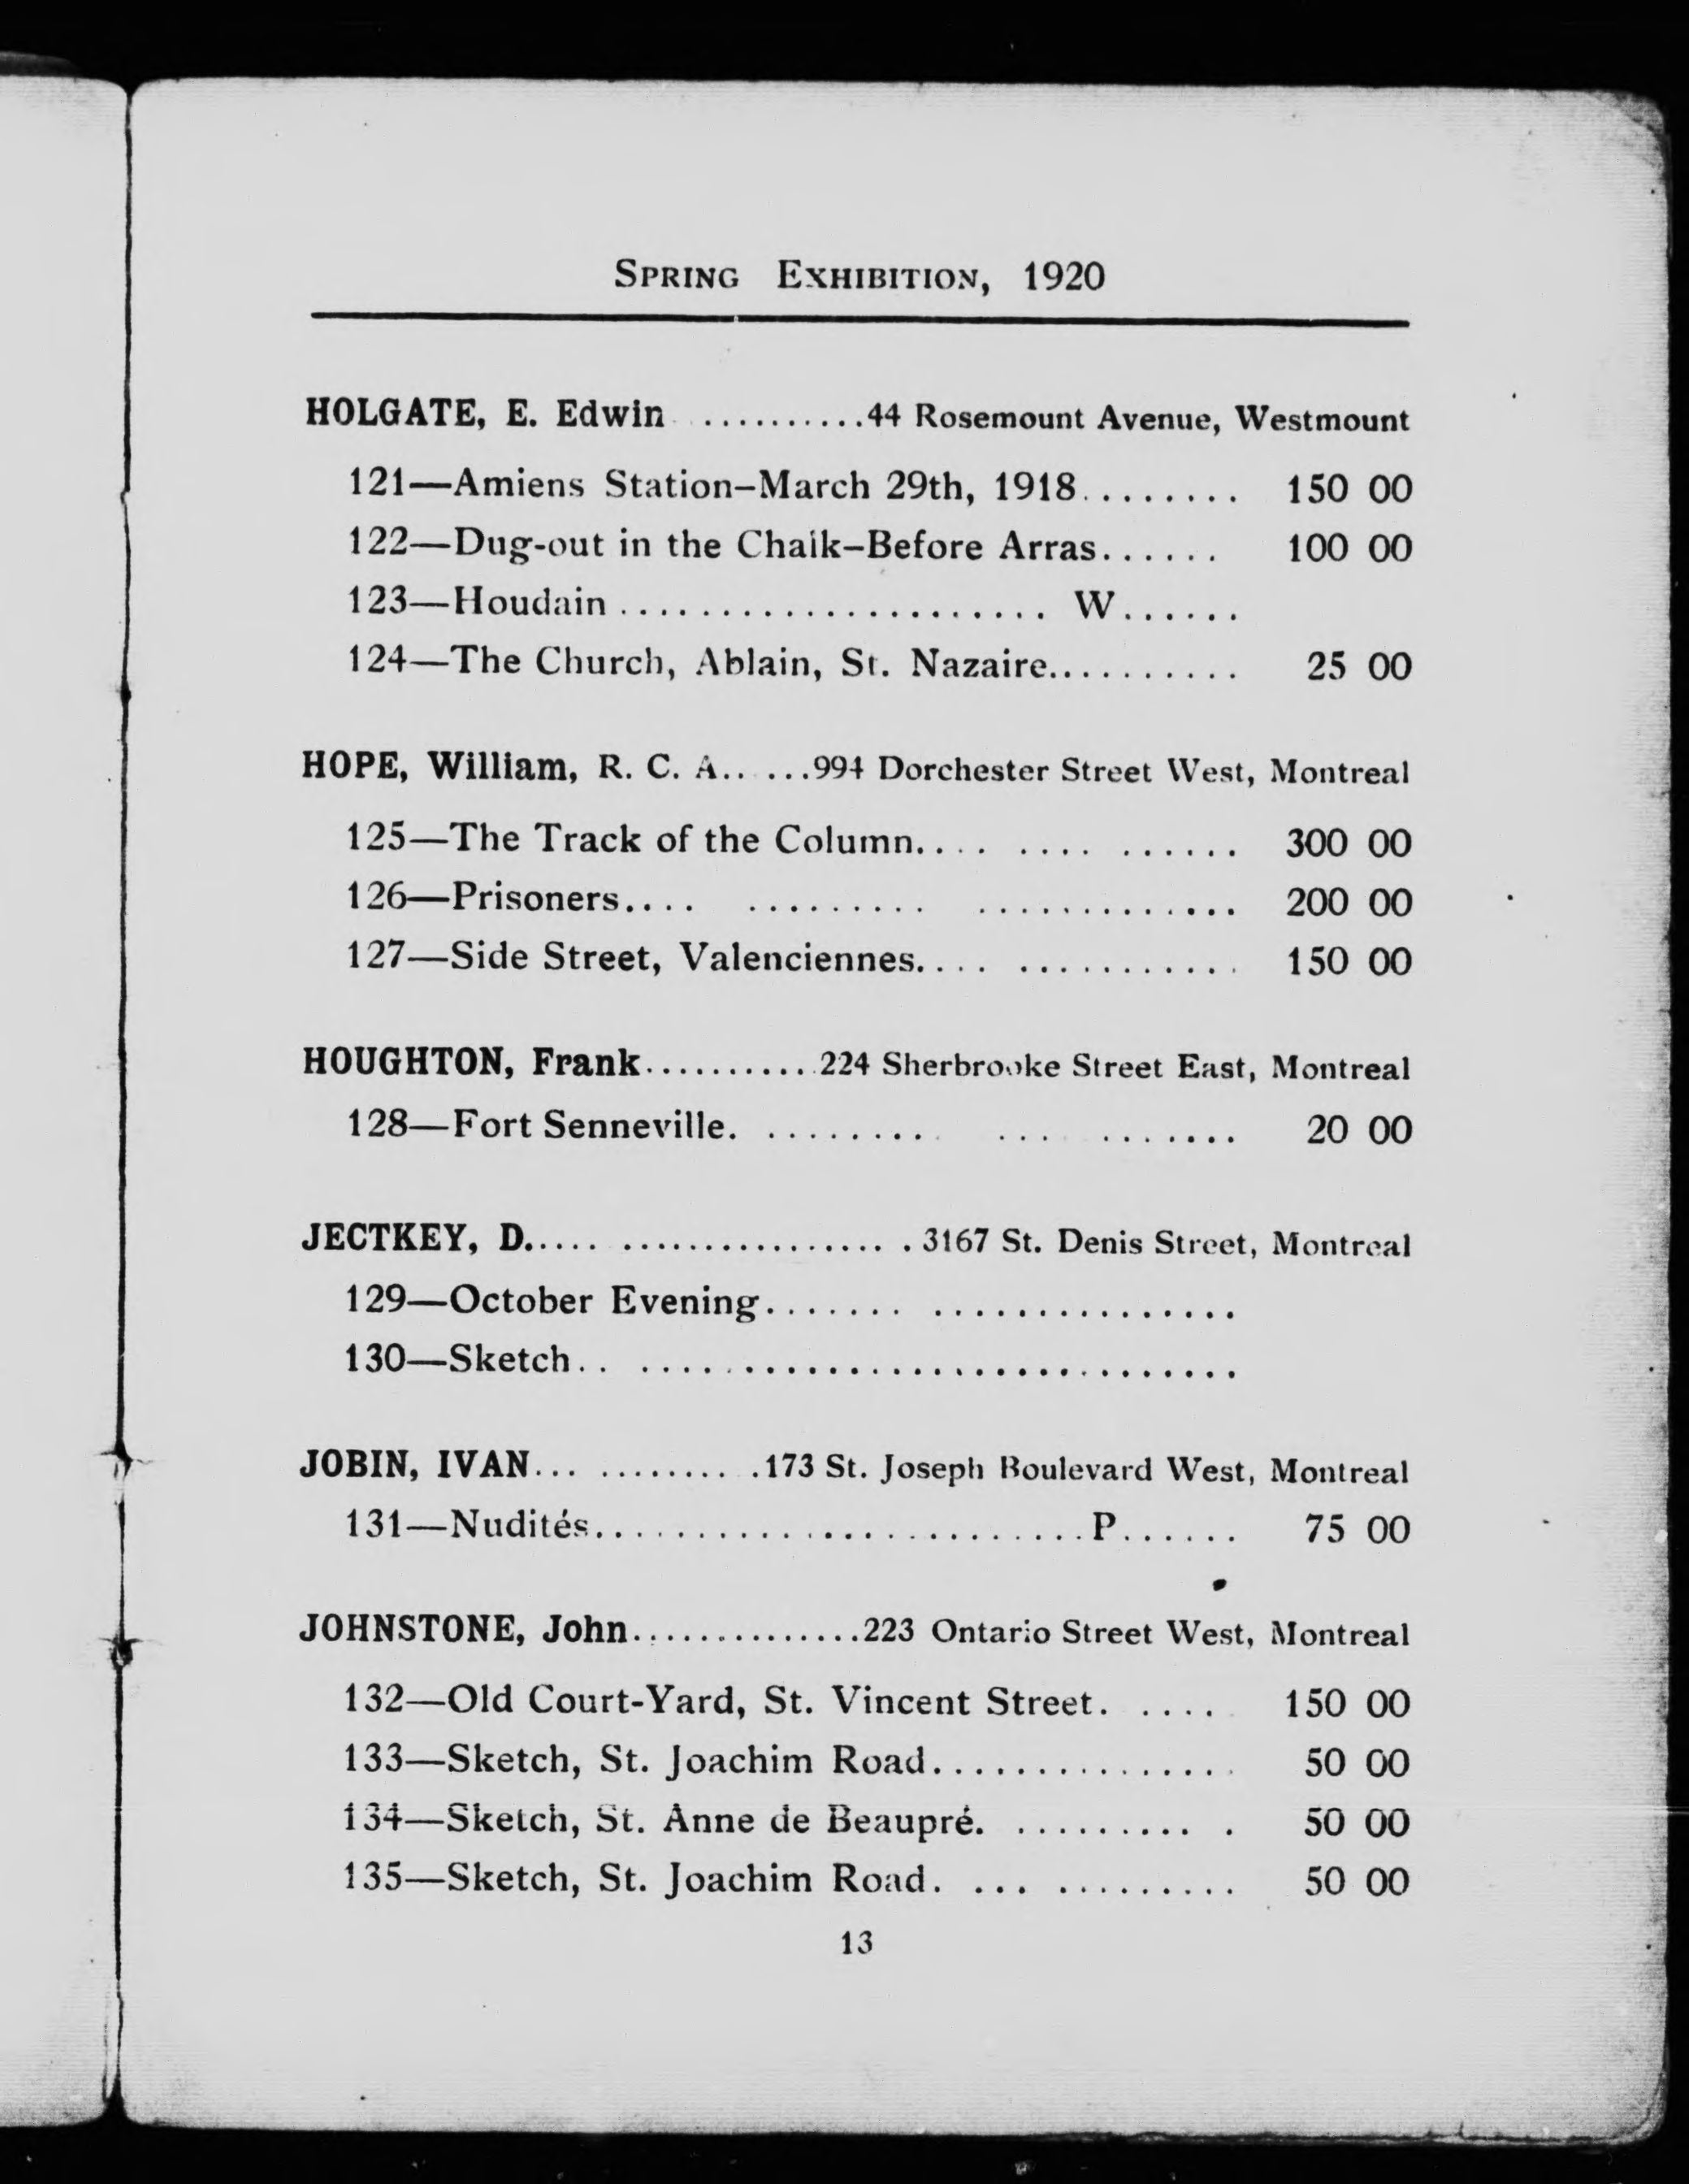 SPRING EXHIBITION, 1920
HOLGATE, E. Edwin ...........44 Rosemount Avenue, Westmount
121—Amiens Station–March 29th, 1918........ 150 00
122—Dug-out in the Chalk–Before Arras...... 100 00
123—Houdain ...................... W......
124—The Church, Ablain, St. Nazaire.......... 25 00
HOPE, William, R. C. A.. ...994 Dorchester Street West, Montreal
125—The Track of the Column.... .... ...... 300 00
126—Prisoners.... ......... ............. 200 00
127—Side Street, Valenciennes.... ............ 150 00
HOUGHTON, Frank...........224 Sherbrooke Street East, Montreal
128—Fort Senneville. ........ ... ....... 20 00
JECTKEY, D..... .................. . 3167 St. Denis Street, Montreal
129—October Evening....... ...............
130—Sketch.. ..............................
JOBIN, IVAN... ........ .173 St. Joseph Boulevard West, Montreal
131—Nudités........................P...... 75 00
JOHNSTONE, John..............223 Ontario Street West, Montreal
132—Old Court-Yard, St. Vincent Street. .... 150 00
133—Sketch, St. Joachim Road............... 50 00
134—Sketch, St. Anne de Beaupré. ......... . 50 00
135—Sketch, St. Joachim Road. ... ......... 50 00
13